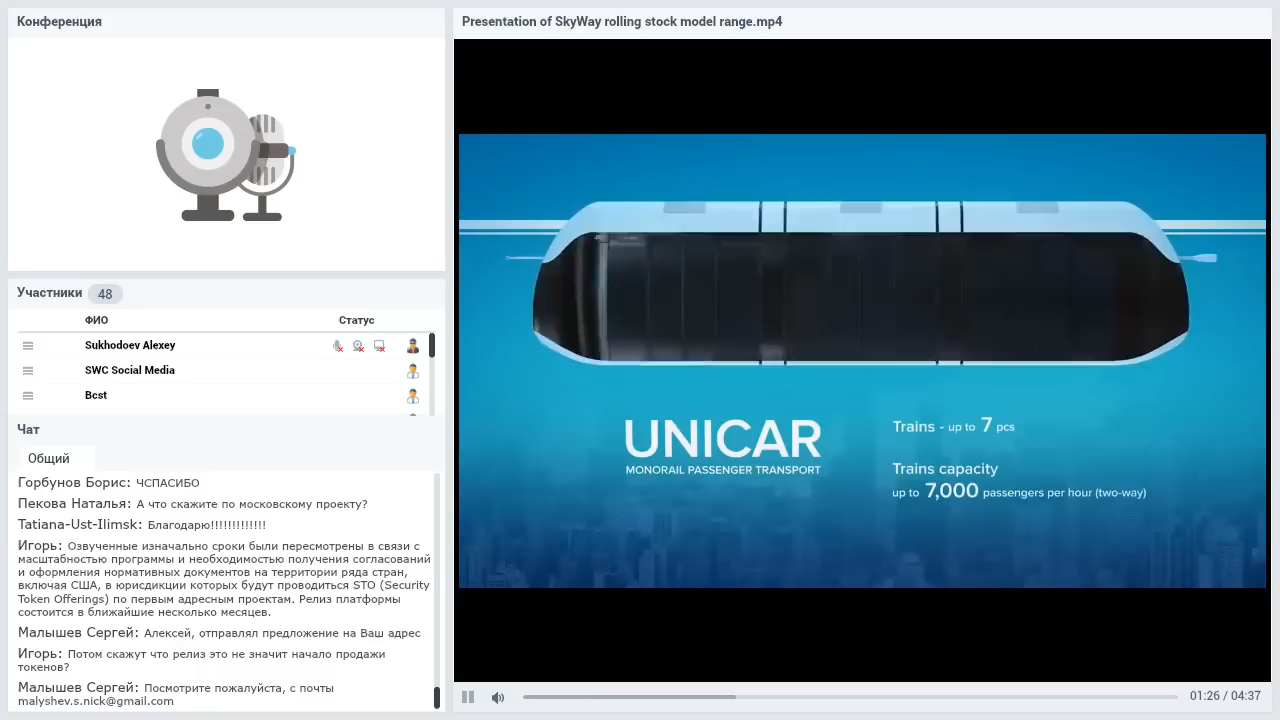 Конференция
Presentation of SkyWay rolling stock model range.mp4
Участники 48
ФИО Статус
Sukhodoev Alexey
SWC Social Media
Bcst
Чат
Общий
Горбунов Борис: ЧСПАСИБО
Пекова Наталья: А что скажите по московскому проекту?
Tatiana-Ust-Ilimsk: Благодарю!!!!!!!!!!!!!
Игорь: Озвученные изначально сроки были пересмотрены в связи с
масштабностью программы и необходимостью получения согласований
и оформления нормативных документов на территории ряда стран,
включая США, в юрисдикции которых будут проводиться STO (Security
Token Offerings) по первым адресным проектам. Релиз платформы
состоится в ближайшие несколько месяцев.
Малышев Сергей: Алексей, отправлял предложение на Ваш адрес
Игорь: Потом скажут что релиз это не значит начало продажи
токенов?
Малышев Сергей: Посмотрите пожалуйста, с почты
malyshev.s.nick@gmail.com
UNICAR
MONORAIL PASSENGER TRANSPORT
Trains - up to 7 pcs
Trains capacity
up to 7,000 passengers per hour (two-way)
01:26 / 04:37